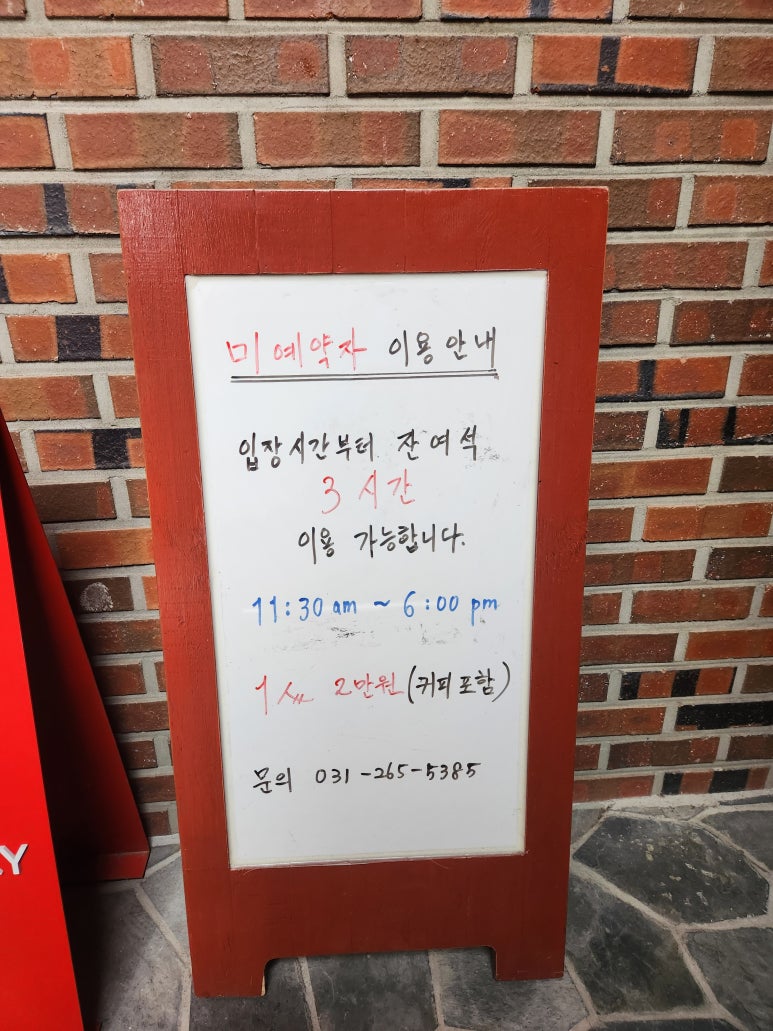 미예약자 이용안내
입장시간부터 잔여석
3 시간
이용 가능합니다.
11:30 am ~ 6:00 pm
1人 2만원 (커피포함)
문의 031-265-5385
Y